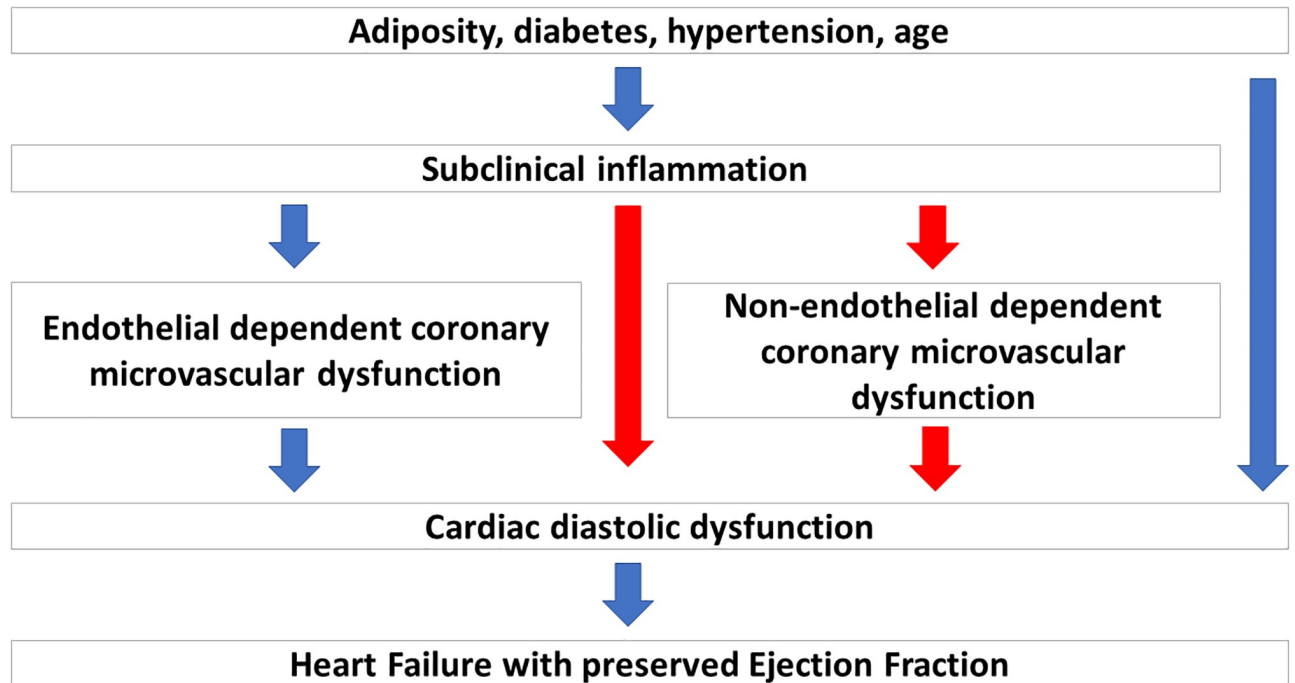 Adiposity, diabetes, hypertension, age
Subclinical inflammation
Endothelial dependent coronary
microvascular dysfunction
Non-endothelial dependent
coronary microvascular
dysfunction
Cardiac diastolic dysfunction
Heart Failure with preserved Ejection Fraction